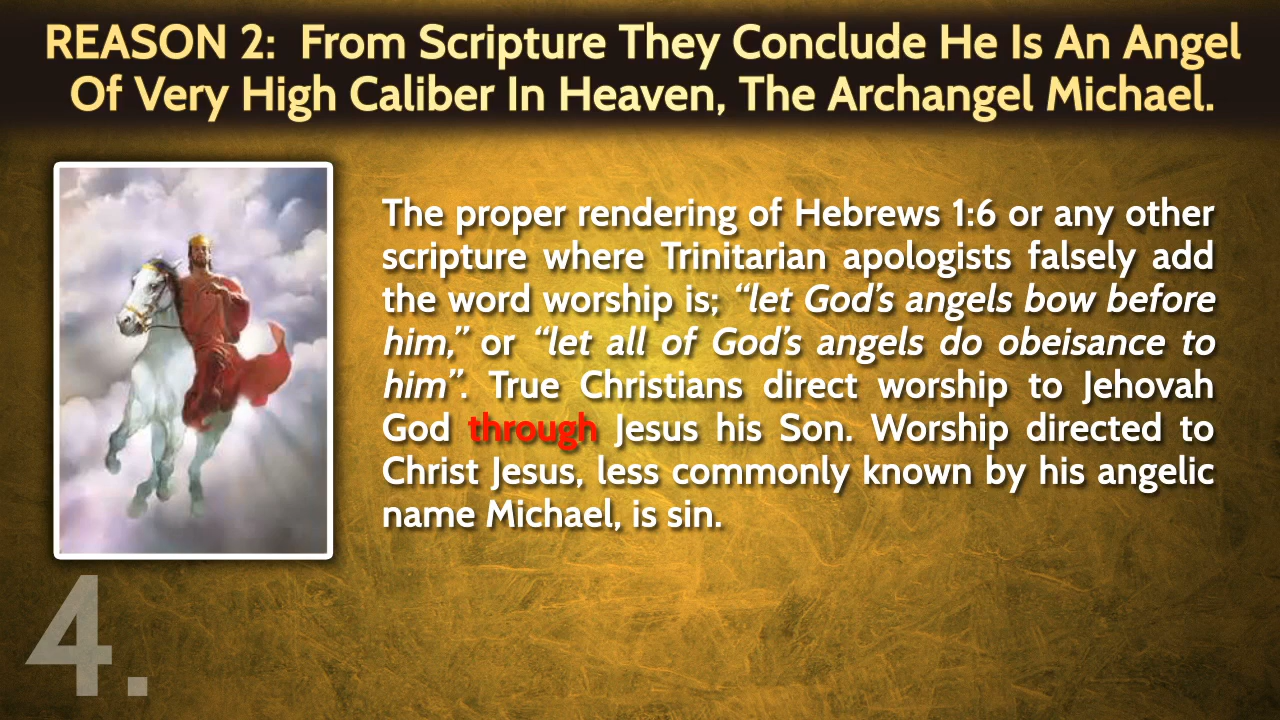 REASON 2: From Scripture They Conclude He Is An Angel
Of Very High Caliber In Heaven, The Archangel Michael.
The proper rendering of Hebrews 1:6 or any other
scripture where Trinitarian apologists falsely add
the word worship is; “let God’s angels bow before
him,” or “let all of God’s angels do obeisance to
him”. True Christians direct worship to Jehovah
God through Jesus his Son. Worship directed to
Christ Jesus, less commonly known by his angelic
name Michael, is sin.
4.